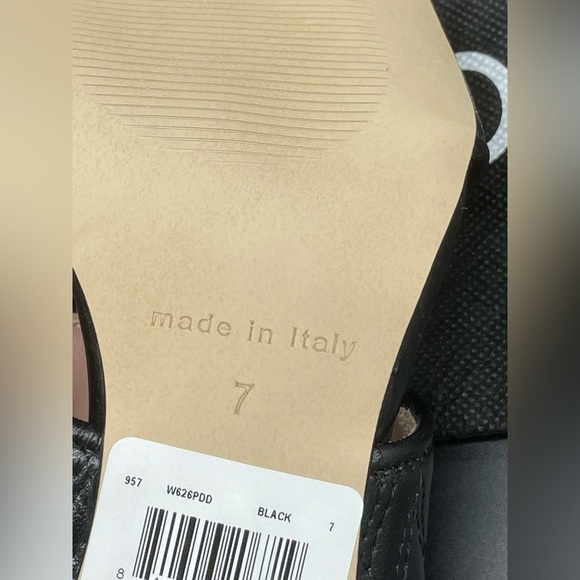 made in Italy
7
957 W626PDD BLACK 7
8